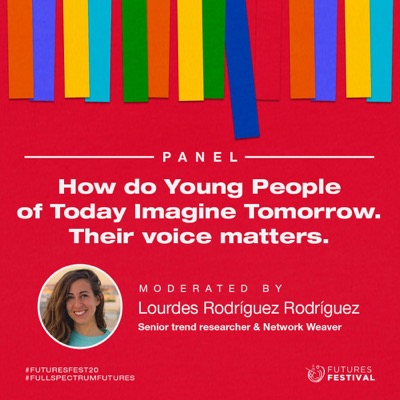 PANEL
How do Young People
of Today Imagine Tomorrow.
Their voice matters.
MODERATED BY
Lourdes Rodríguez Rodríguez
Senior trend researcher & Network Weaver
#FUTURESFEST20
#FULLSPECTRUMFUTURES
FUTURES
FESTIVAL